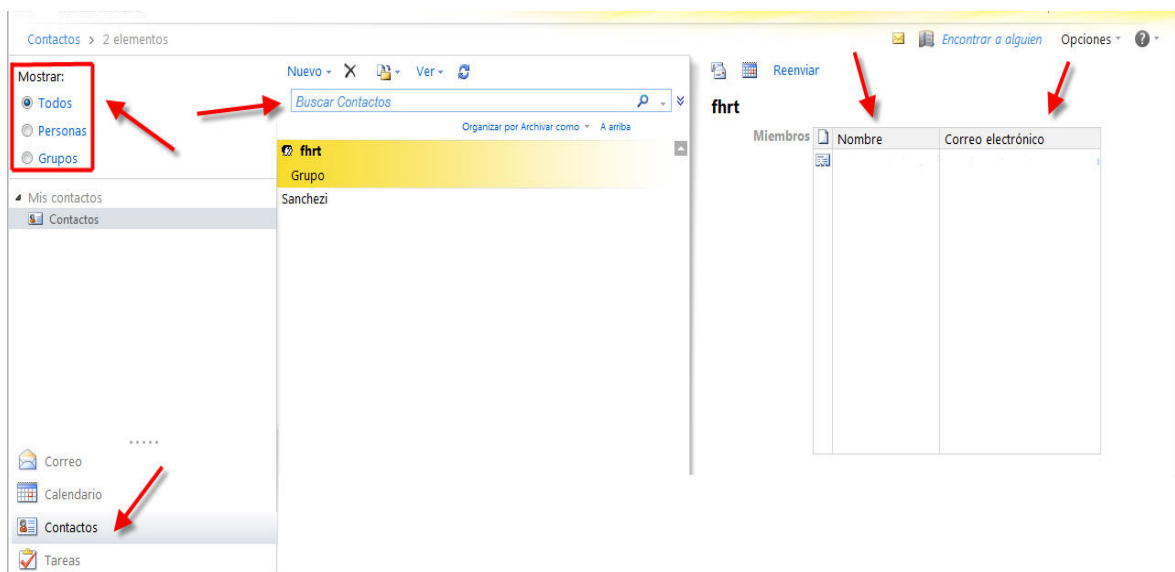 Contactos > 2 elementos
Encontrar a alguien Opciones
Mostrar:
Todos
Personas
Grupos
Mis contactos
Contactos
Correo
Calendario
Contactos
Tareas
Nuevo Ver
Buscar Contactos
Organizar por Archivar como A arriba
fhrt
Grupo
Sanchezi
Reenviar
fhrt
Miembros Nombre Correo electrónico